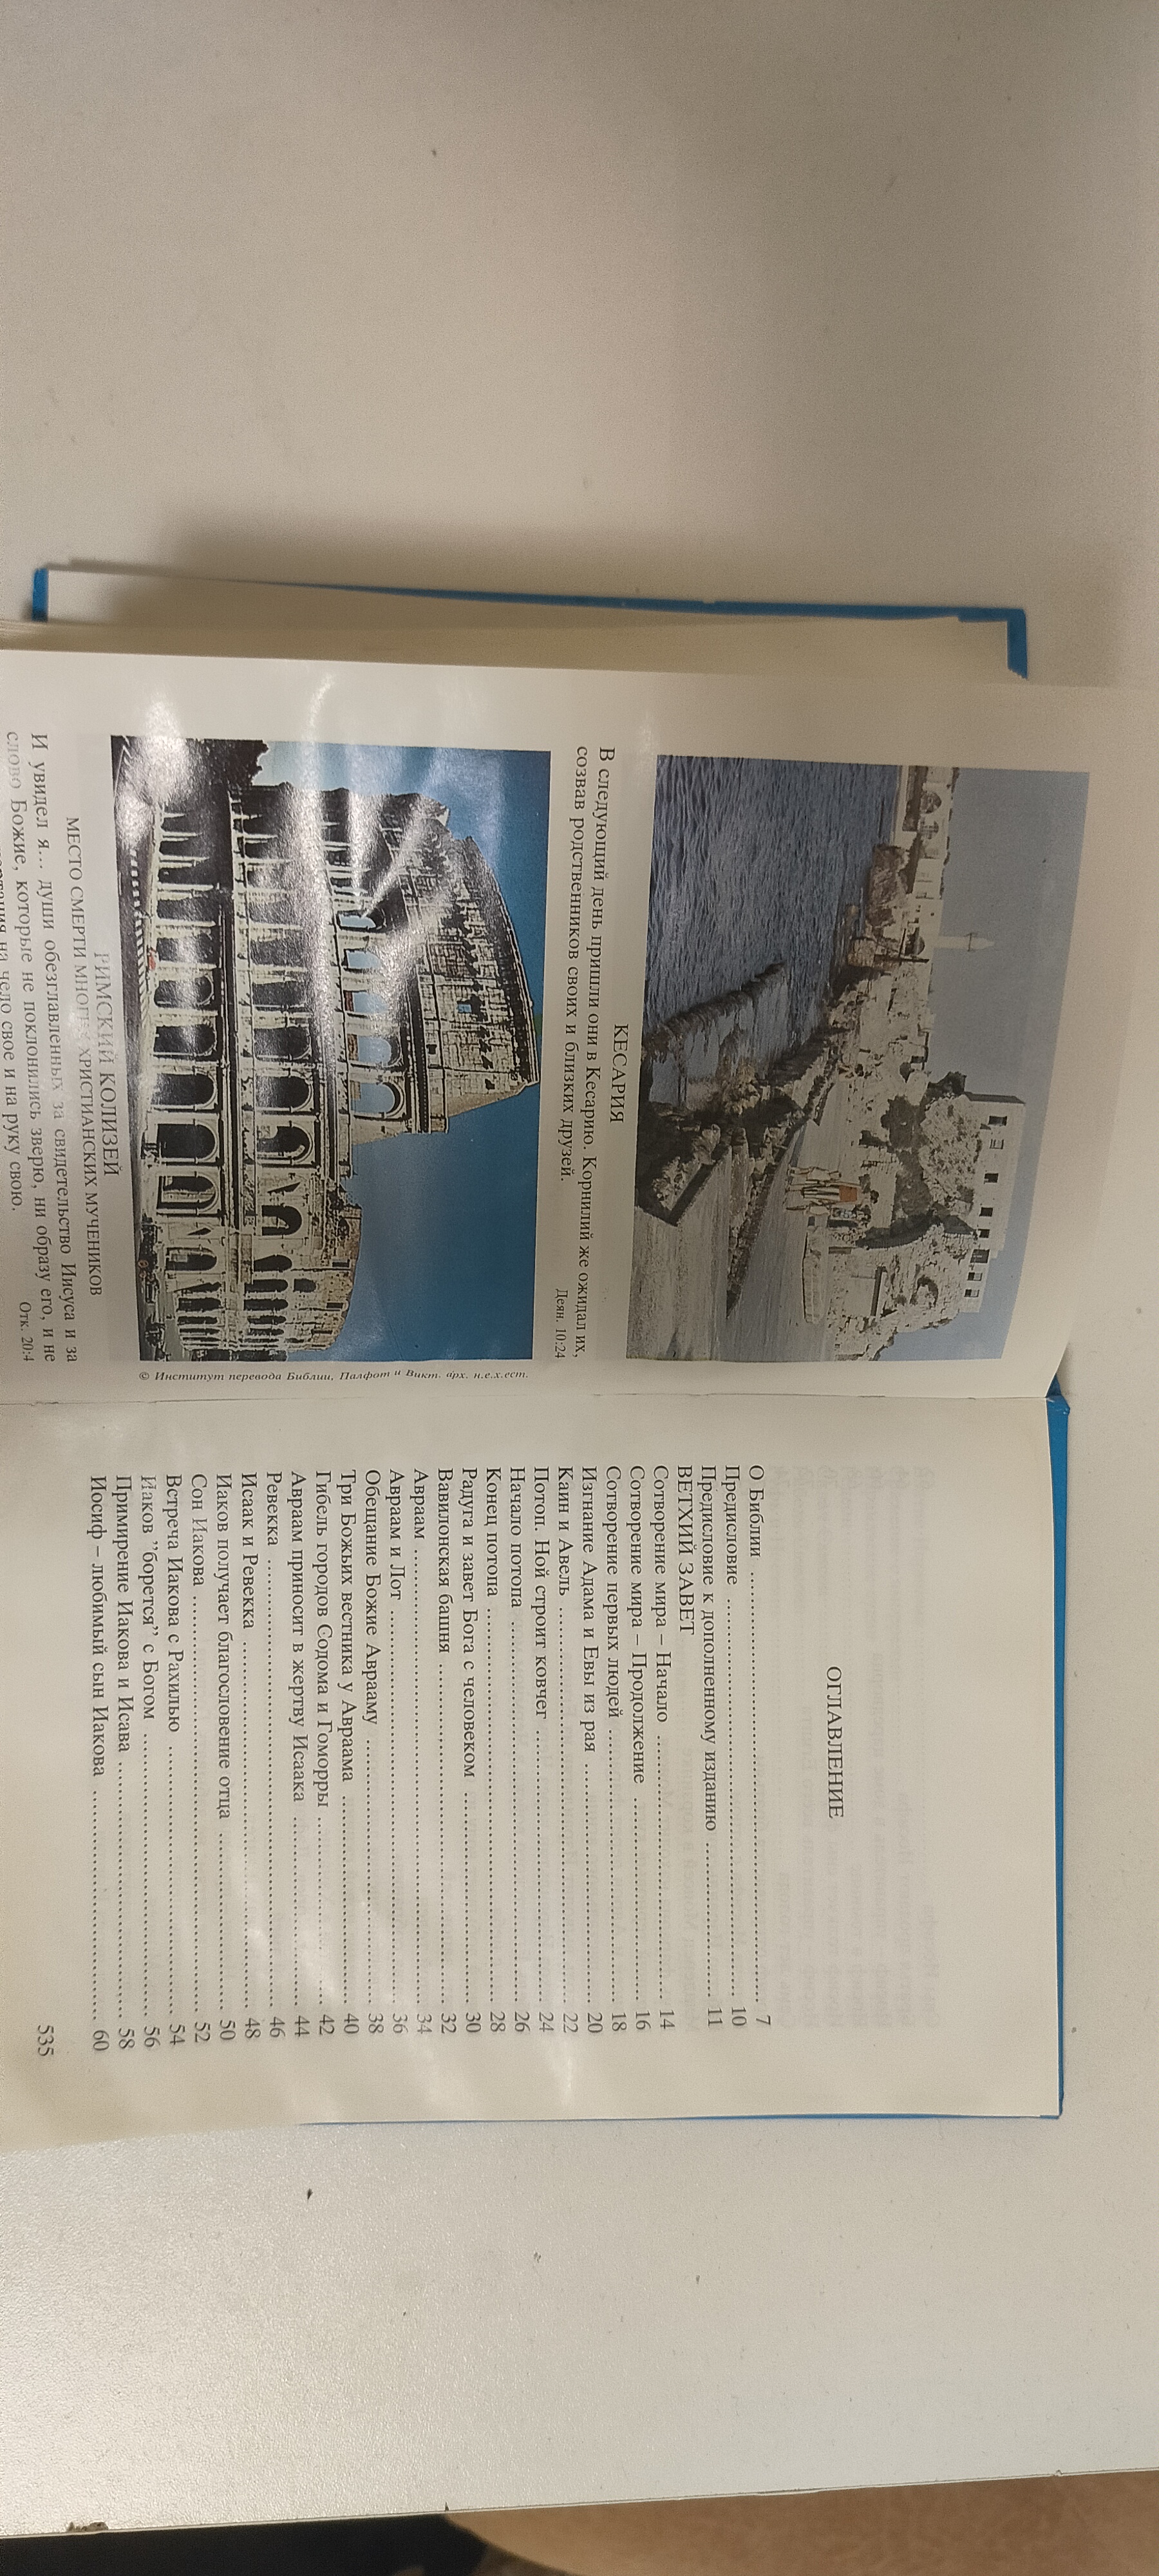 КЕСАРИЯ
В следующий день пришли они в Кесарию. Корнилий же ожидал их,
созвав родственников своих и близких друзей.
Деян. 10:24
© Институт перевода Библии, Палфот и Викт. арх. н.е.х.ест.
РИМСКИЙ КОЛИЗЕЙ
МЕСТО СМЕРТИ МНОГИХ ХРИСТИАНСКИХ МУЧЕНИКОВ
И увидел я... души обезглавленных за свидетельство Иисуса и за
слово Божие, которые не поклонились зверю, ни образу его, и не
на чело свое и на руку свою.
Отк. 20:4
ОГЛАВЛЕНИЕ
О Библии ........ 7
Предисловие ........ 10
Предисловие к дополненному изданию ........ 11
ВЕТХИЙ ЗАВЕТ
Сотворение мира – Начало ........ 14
Сотворение мира – Продолжение ........ 16
Сотворение первых людей ........ 18
Изгнание Адама и Евы из рая ........ 20
Каин и Авель ........ 22
Потоп. Ной строит ковчег ........ 24
Начало потопа ........ 26
Конец потопа ........ 28
Радуга и завет Бога с человеком ........ 30
Вавилонская башня ........ 32
Авраам ........ 34
Авраам и Лот ........ 36
Обещание Божие Аврааму ........ 38
Три Божьих вестника у Авраама ........ 40
Гибель городов Содома и Гоморры ........ 42
Авраам приносит в жертву Исаака ........ 44
Ревекка ........ 46
Исаак и Ревекка ........ 48
Иаков получает благословение отца ........ 50
Сон Иакова ........ 52
Встреча Иакова с Рахилью ........ 54
Иаков "борется" с Богом ........ 56
Примирение Иакова и Исава ........ 58
Иосиф – любимый сын Иакова ........ 60
535